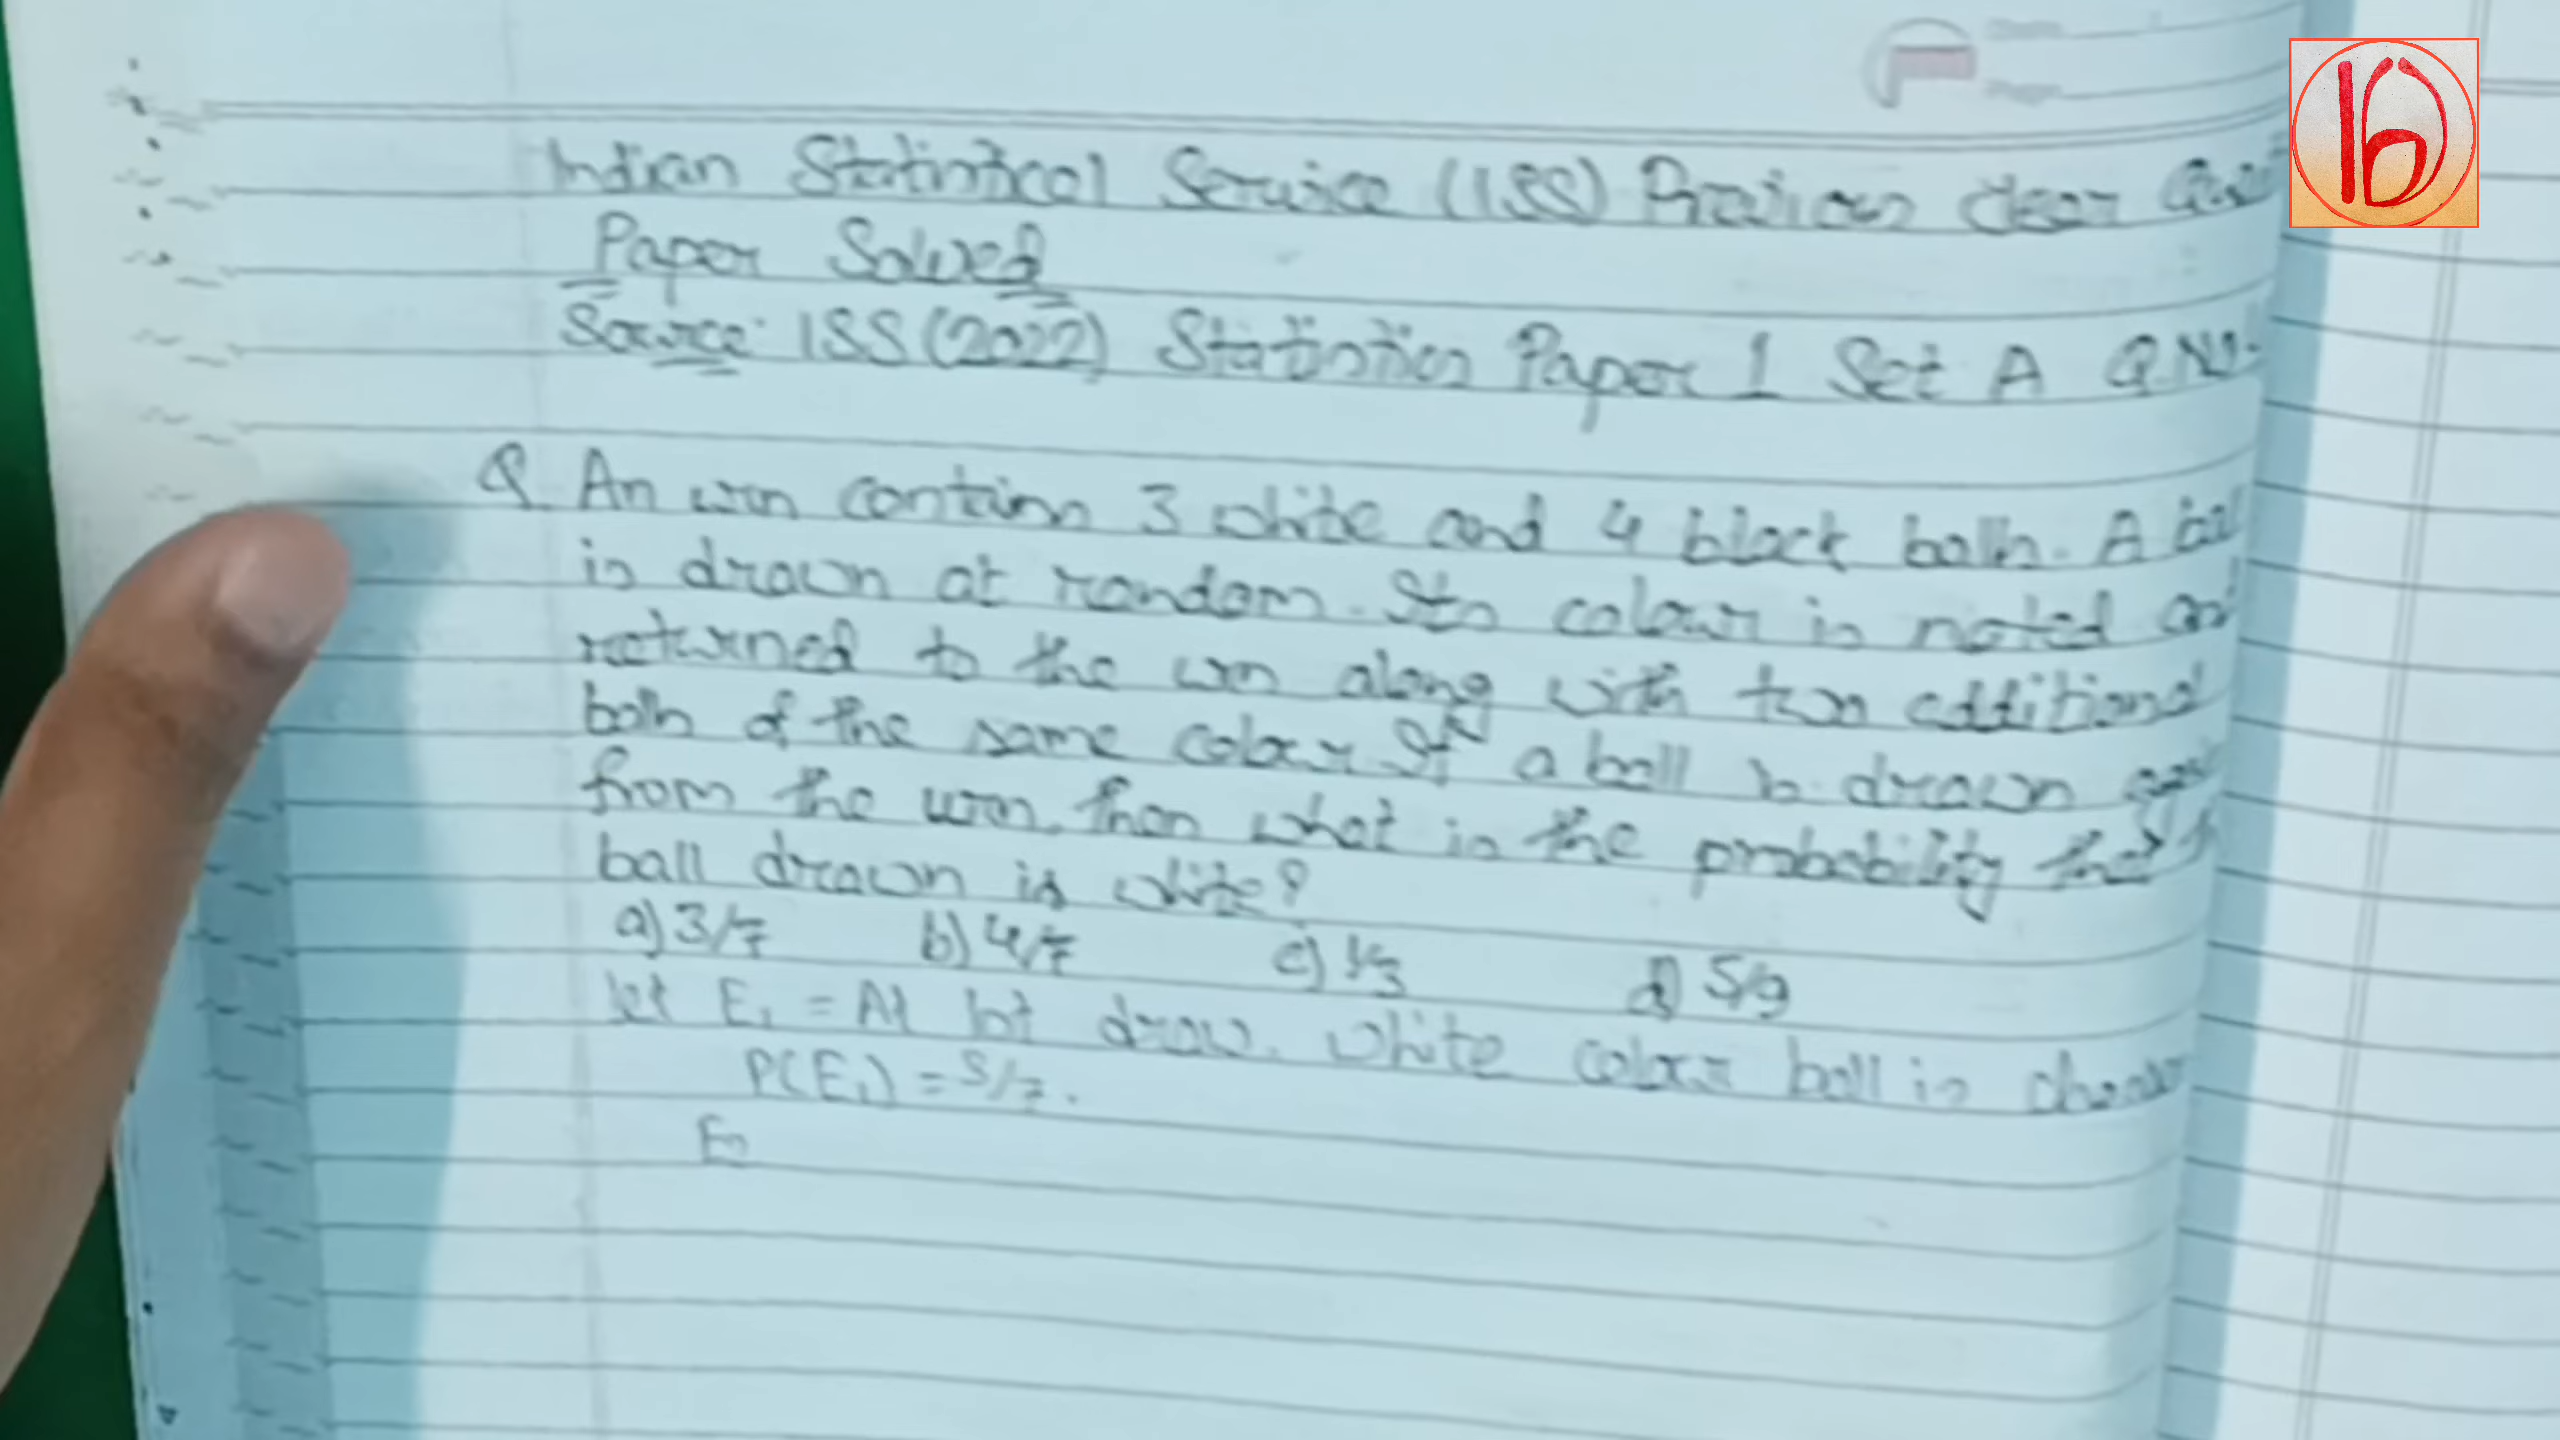 Indian Statistical Service (ISS) Previous Year
Paper Solved
Source: ISS (2022) Statistics Paper 1 Set A Q No.
Q An urn contains 3 white and 4 black balls. A ball
is drawn at random. Its colour is noted and
returned to the urn along with two additional
balls of the same colour. If a ball is drawn
from the urn, then what is the probability that
ball drawn is white?
a) 3/7 b) 4/7 c) 1/3 d) 5/9
let E₁ = At 1st draw. white colour ball is
P(E₁) = 3/7.
E₂